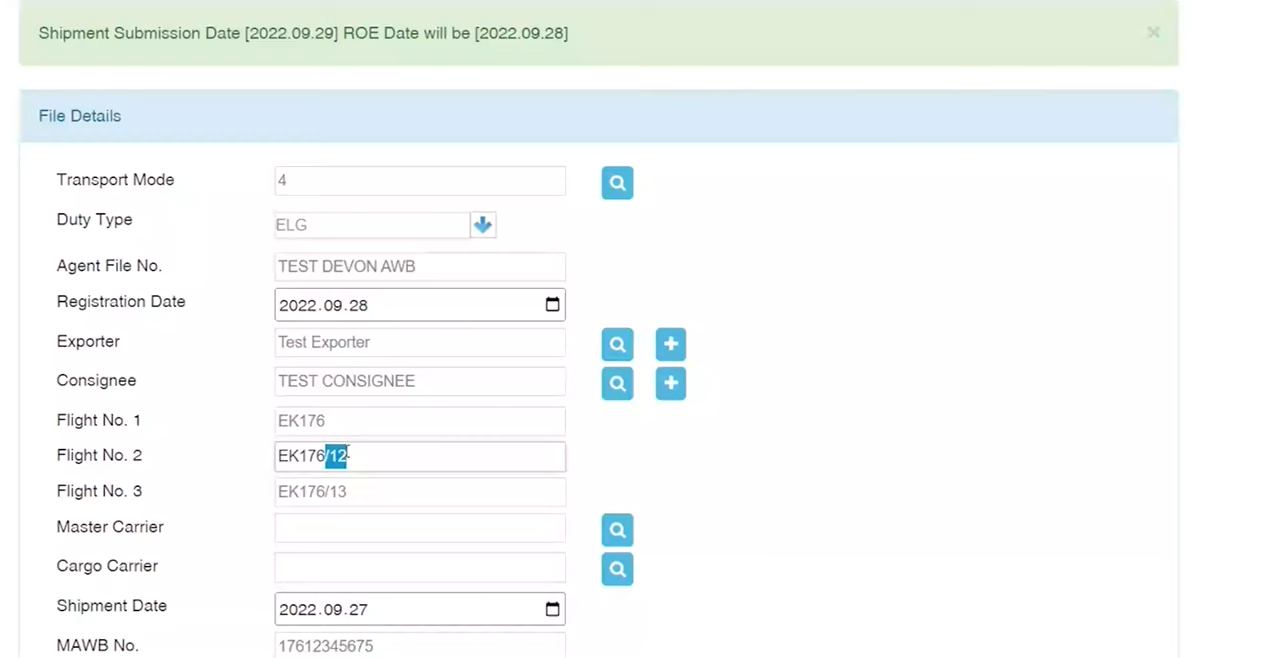 Shipment Submission Date [2022.09.29] ROE Date will be [2022.09.28]
File Details
Transport Mode 4
Duty Type ELG
Agent File No. TEST DEVON AWB
Registration Date 2022.09.28
Exporter Test Exporter
Consignee TEST CONSIGNEE
Flight No. 1 EK176
Flight No. 2 EK176/12
Flight No. 3 EK176/13
Master Carrier
Cargo Carrier
Shipment Date 2022.09.27
MAWB No. 17612345675